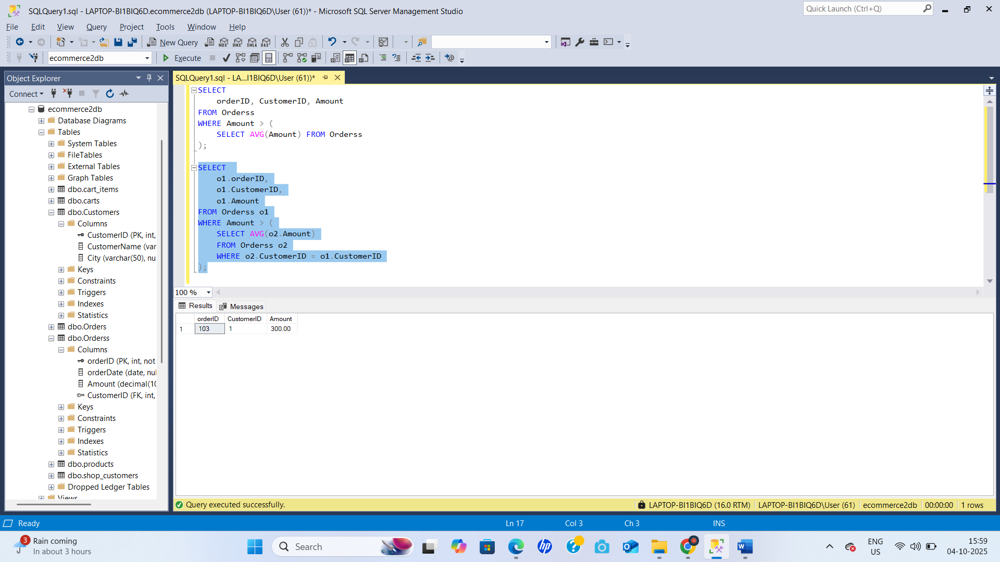 SQLQuery1.sql - LAPTOP-BI1BIQ6D.ecommerce2db (LAPTOP-BI1BIQ6D\User (61))* - Microsoft SQL Server Management Studio
Quick Launch (Ctrl+Q)
File Edit View Query Project Tools Window Help
New Query MDX DMX XMLA DAX
ecommerce2db Execute
Object Explorer
Connect
ecommerce2db
Database Diagrams
Tables
System Tables
FileTables
External Tables
Graph Tables
dbo.cart_items
dbo.carts
dbo.Customers
Columns
CustomerID (PK, int,
CustomerName (var
City (varchar(50), nu
Keys
Constraints
Triggers
Indexes
Statistics
dbo.Orders
dbo.Orderss
Columns
orderID (PK, int, not
orderDate (date, nul
Amount (decimal(10
CustomerID (FK, int,
Keys
Constraints
Triggers
Indexes
Statistics
dbo.products
dbo.shop_customers
Dropped Ledger Tables
Views
SQLQuery1.sql - LA...I1BIQ6D\User (61))*
SELECT
orderID, CustomerID, Amount
FROM Orderss
WHERE Amount > (
SELECT AVG(Amount) FROM Orderss
);
SELECT
o1.orderID,
o1.CustomerID,
o1.Amount
FROM Orderss o1
WHERE Amount > (
SELECT AVG(o2.Amount)
FROM Orderss o2
WHERE o2.CustomerID = o1.CustomerID
);
100 %
Results Messages
orderID CustomerID Amount
1 103 1 300.00
Query executed successfully. LAPTOP-BI1BIQ6D (16.0 RTM) LAPTOP-BI1BIQ6D\User (61) ecommerce2db 00:00:00 1 rows
Ready Ln 17 Col 3 Ch 3 INS
3 Rain coming
In about 3 hours
Search
ENG
US
15:59
04-10-2025